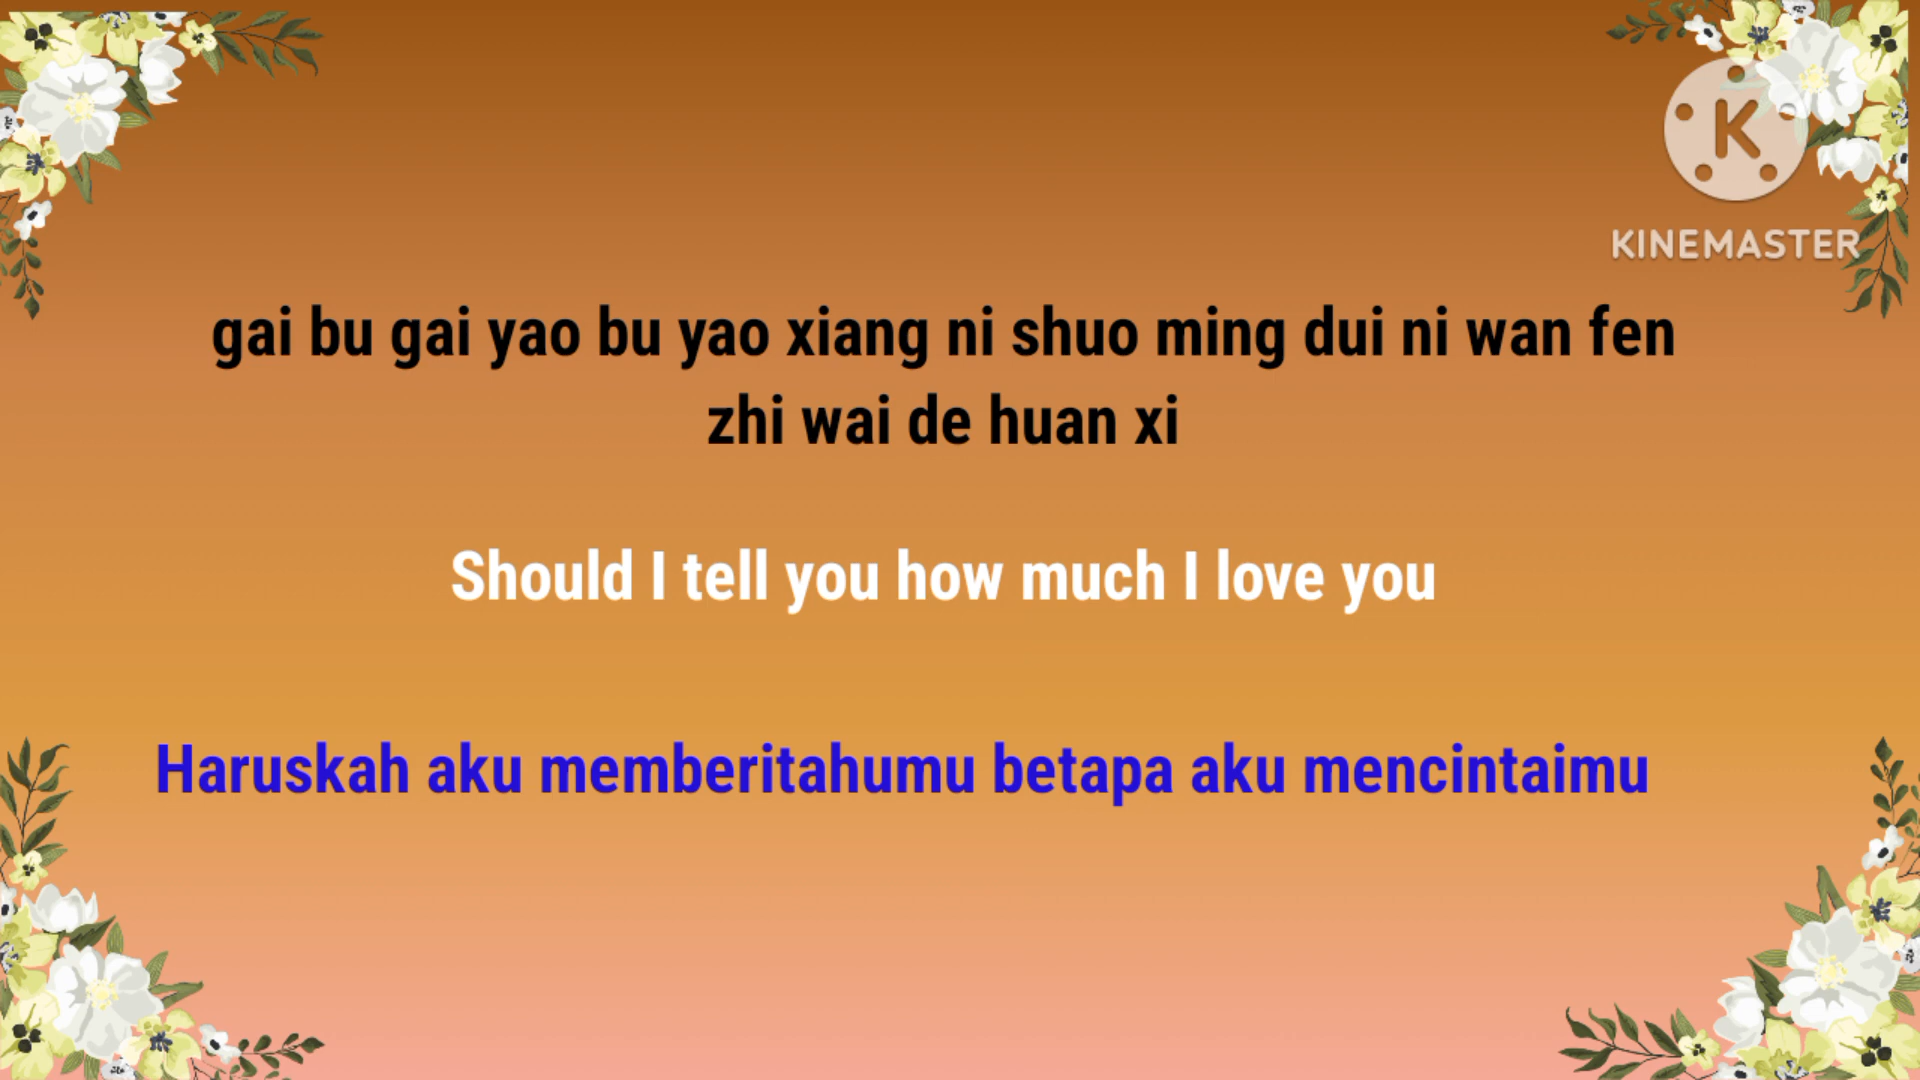 K
KINEMASTER
gai bu gai yao bu yao xiang ni shuo ming dui ni wan fen
zhi wai de huan xi
Should I tell you how much I love you
Haruskah aku memberitahumu betapa aku mencintaimu